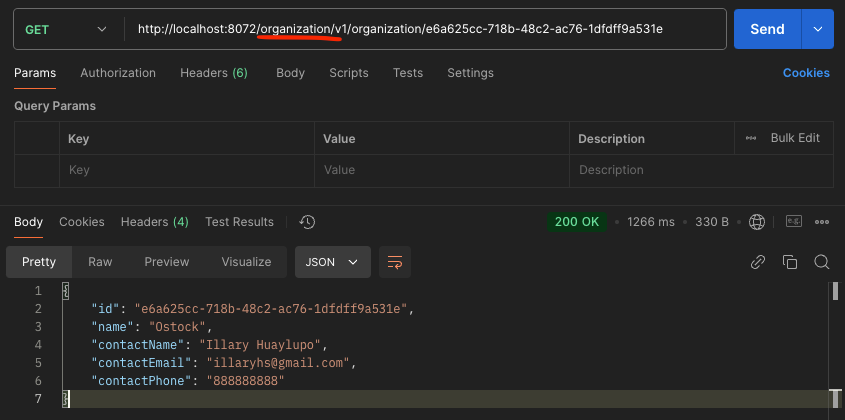 GET http://localhost:8072/organization/v1/organization/e6a625cc-718b-48c2-ac76-1dfdff9a531e Send
Params Authorization Headers (6) Body Scripts Tests Settings Cookies
Query Params
Key Value Description Bulk Edit
Key Value Description
Body Cookies Headers (4) Test Results 200 OK • 1266 ms • 330 B • e.g.
Pretty Raw Preview Visualize JSON
1 {
2 "id": "e6a625cc-718b-48c2-ac76-1dfdff9a531e",
3 "name": "Ostock",
4 "contactName": "Illary Huaylupo",
5 "contactEmail": "illaryhs@gmail.com",
6 "contactPhone": "888888888"
7 }